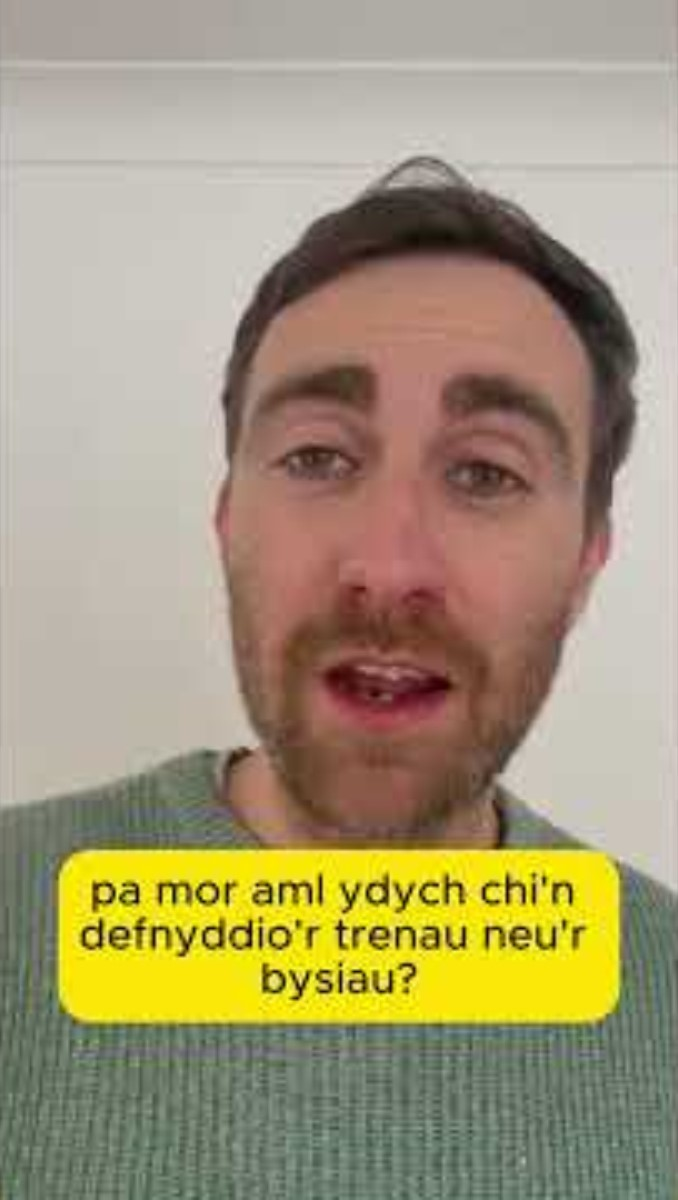 pa mor aml ydych chi'n
defnyddio'r trenau neu'r
bysiau?